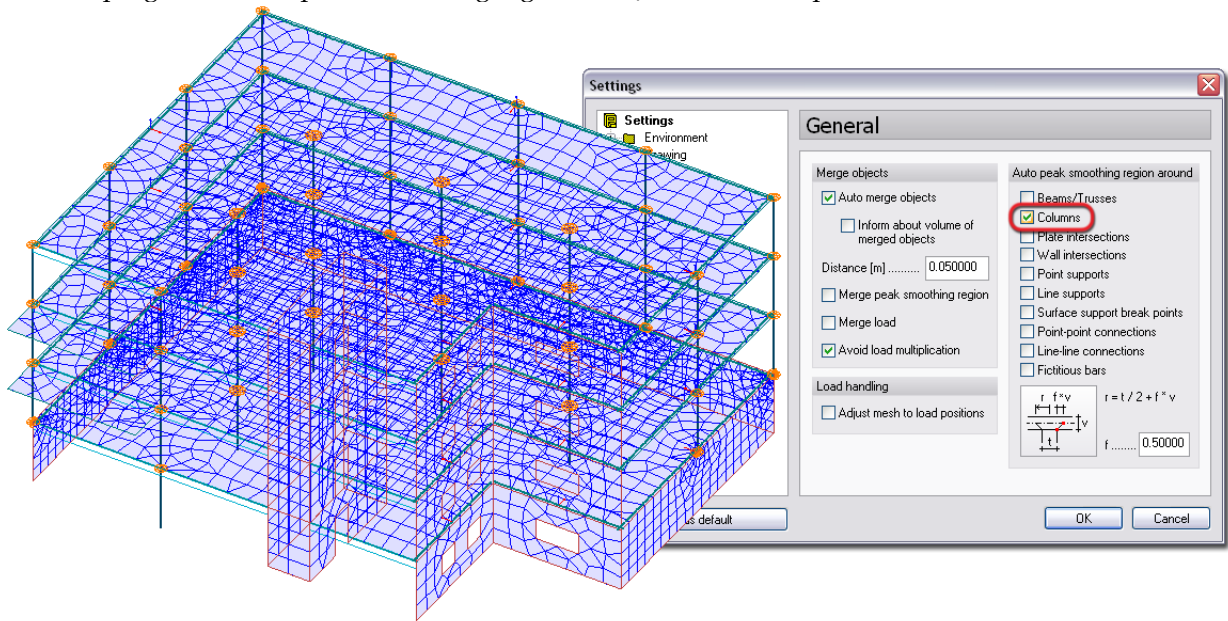 Settings
Settings
Environment
General
Merge objects
Auto merge objects
Inform about volume of
merged objects
Distance [m] .......... 0.050000
Merge peak smoothing region
Merge load
Avoid load multiplication
Load handling
Adjust mesh to load positions
Auto peak smoothing region around
Beams/Trusses
Columns
Plate intersections
Wall intersections
Point supports
Line supports
Surface support break points
Point-point connections
Line-line connections
Fictitious bars
r f*v
v
t
r = t / 2 + f * v
f ........ 0.50000
default
OK
Cancel